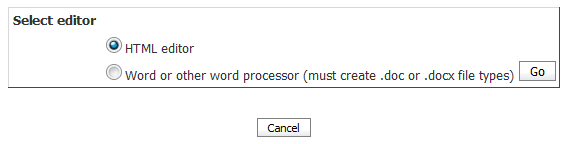 Select editor
HTML editor
Word or other word processor (must create .doc or .docx file types) Go
Cancel